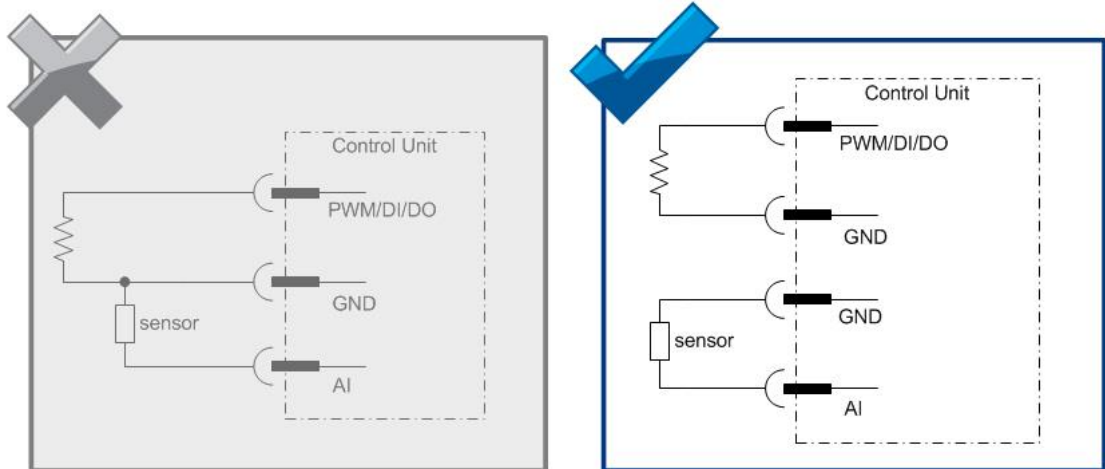 Control Unit
PWM/DI/DO
GND
sensor
AI
Control Unit
PWM/DI/DO
GND
GND
sensor
AI